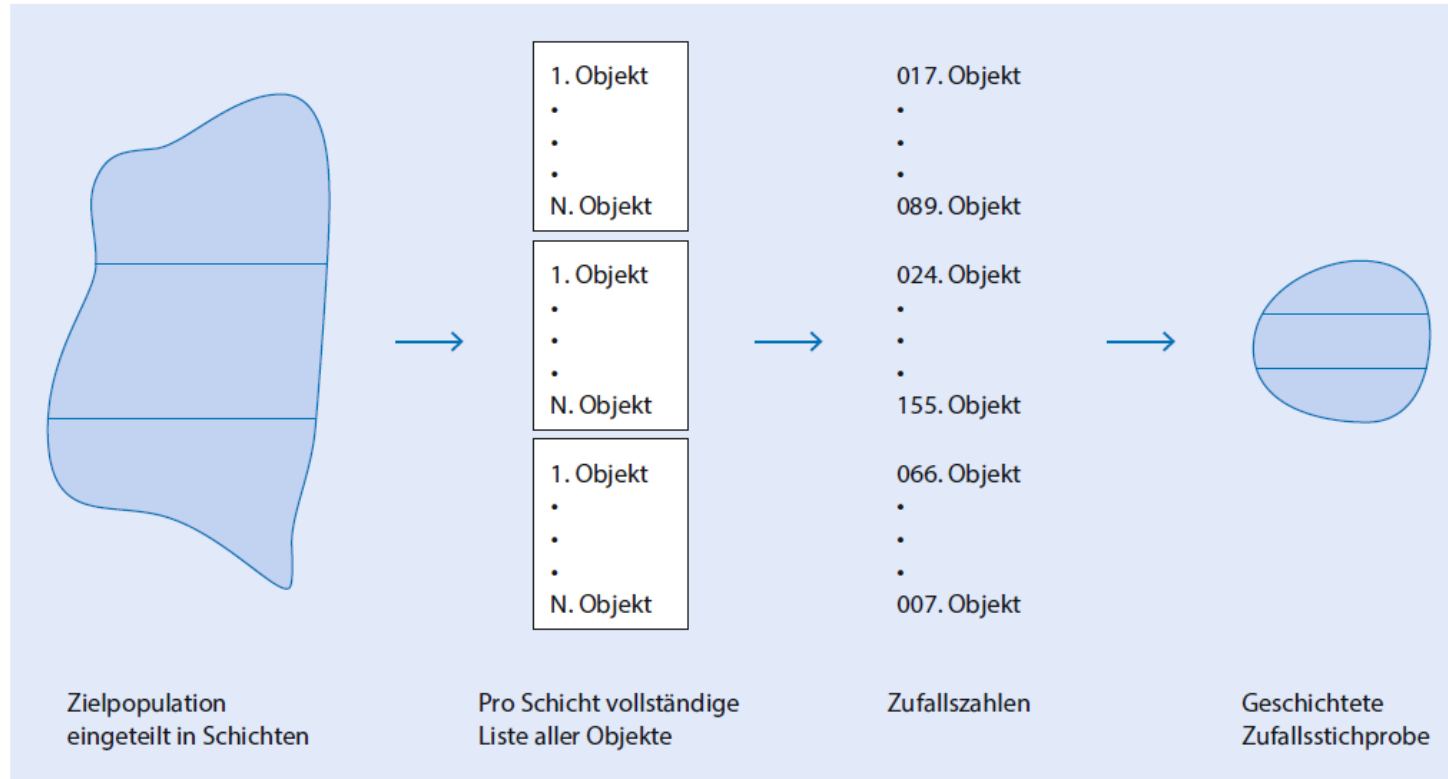 1. Objekt
•
•
•
N. Objekt
1. Objekt
•
•
•
N. Objekt
1. Objekt
•
•
•
N. Objekt
017. Objekt
•
•
•
089. Objekt
024. Objekt
•
•
•
155. Objekt
066. Objekt
•
•
•
007. Objekt
Zielpopulation
eingeteilt in Schichten
Pro Schicht vollständige
Liste aller Objekte
Zufallszahlen
Geschichtete
Zufallsstichprobe